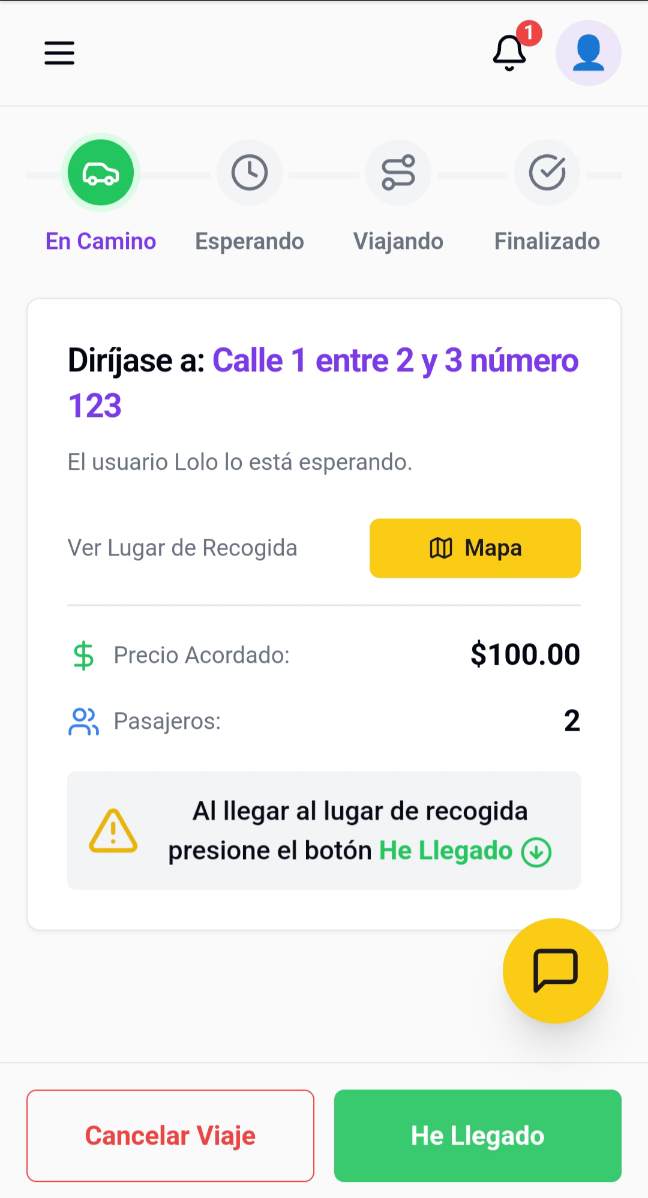 1
En Camino
Esperando
Viajando
Finalizado
Diríjase a: Calle 1 entre 2 y 3 número
123
El usuario Lolo lo está esperando.
Ver Lugar de Recogida
Mapa
Precio Acordado:
$100.00
Pasajeros:
2
Al llegar al lugar de recogida
presione el botón He Llegado
Cancelar Viaje
He Llegado